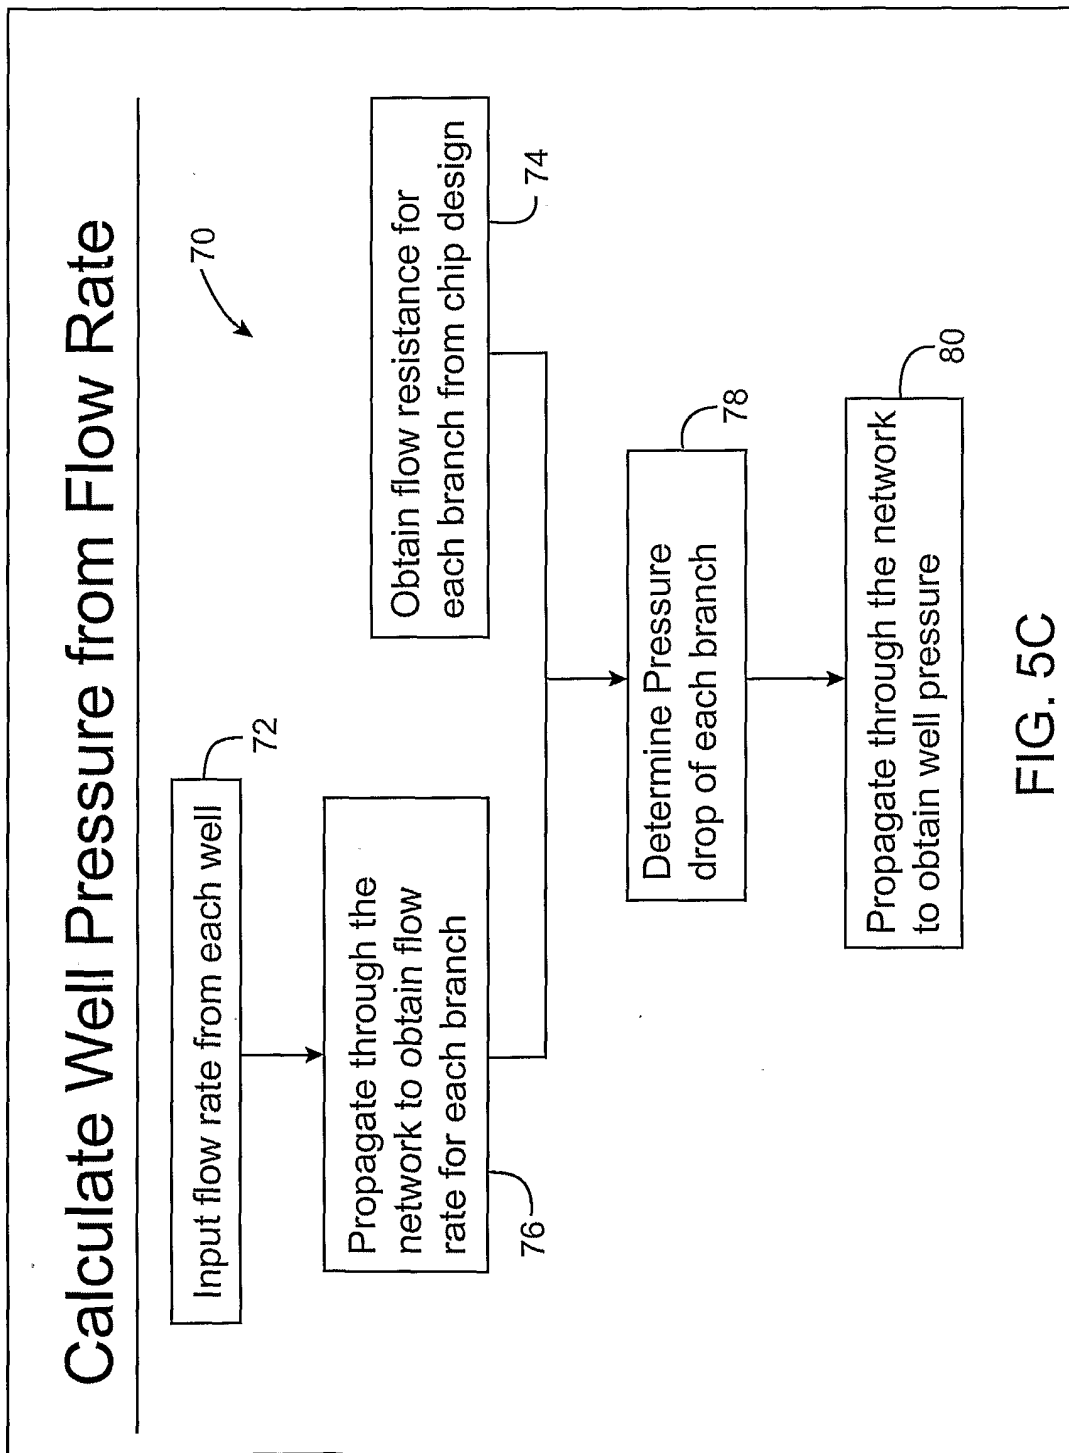 Calculate Well Pressure from Flow Rate
70
Input flow rate from each well
72
Propagate through the
network to obtain flow
rate for each branch
76
Obtain flow resistance for
each branch from chip design
74
Determine Pressure
drop of each branch
78
Propagate through the network
to obtain well pressure
80
FIG. 5C